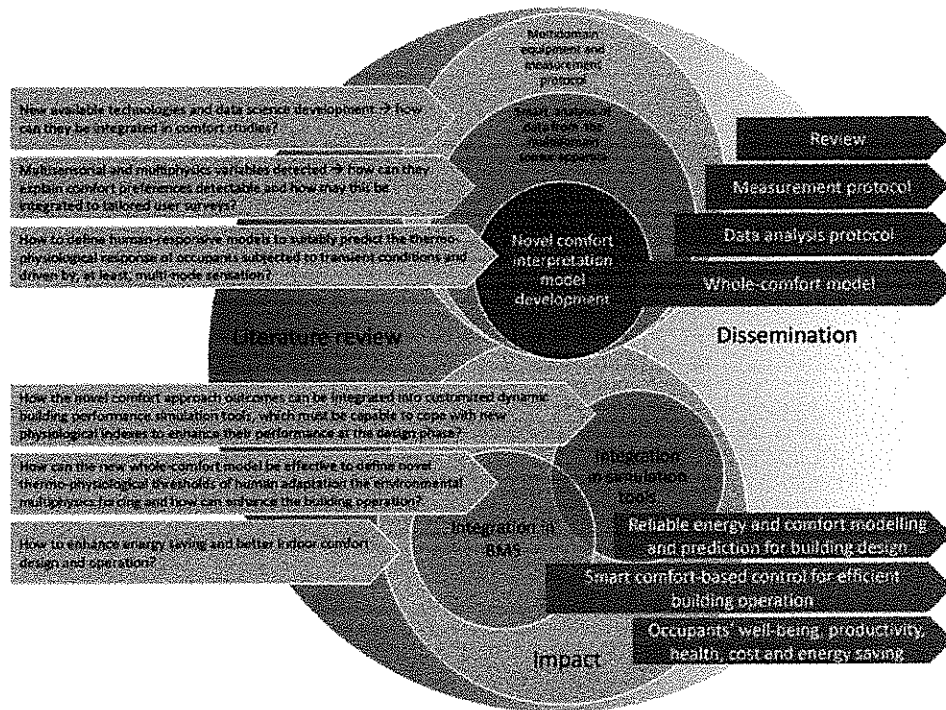 Multidomain
equipment and
measurement
protocol
data from the
New available technologies and data science development → how
can they be integrated in comfort studies?
Multisensorial and multiphysics variables detected → how can they
explain comfort preferences detectable and how may this be
integrated to tailored user surveys?
How to define human-responsive models to suitably predict the thermo-
physiological response of occupants subjected to transient conditions and
driven by, at least, multi-node sensation?
Novel comfort
interpretation
model
development
Review
Measurement protocol
Data analysis protocol
Whole-comfort model
Literature review
Dissemination
How the novel comfort approach outcomes can be integrated into customized dynamic
building performance simulation tools, which must be capable to cope with new
physiological indexes to enhance their performance at the design phase?
How can the new whole-comfort model be effective to define novel
thermo-physiological thresholds of human adaptation the environmental
multiphysics forcing and how can enhance the building operation?
How to enhance energy saving and better indoor comfort
design and operation?
Integration
in simulation
tools
Integration in
BMS
Reliable energy and comfort modelling
and prediction for building design
Smart comfort-based control for efficient
building operation
Occupants' well-being, productivity,
health, cost and energy saving
Impact